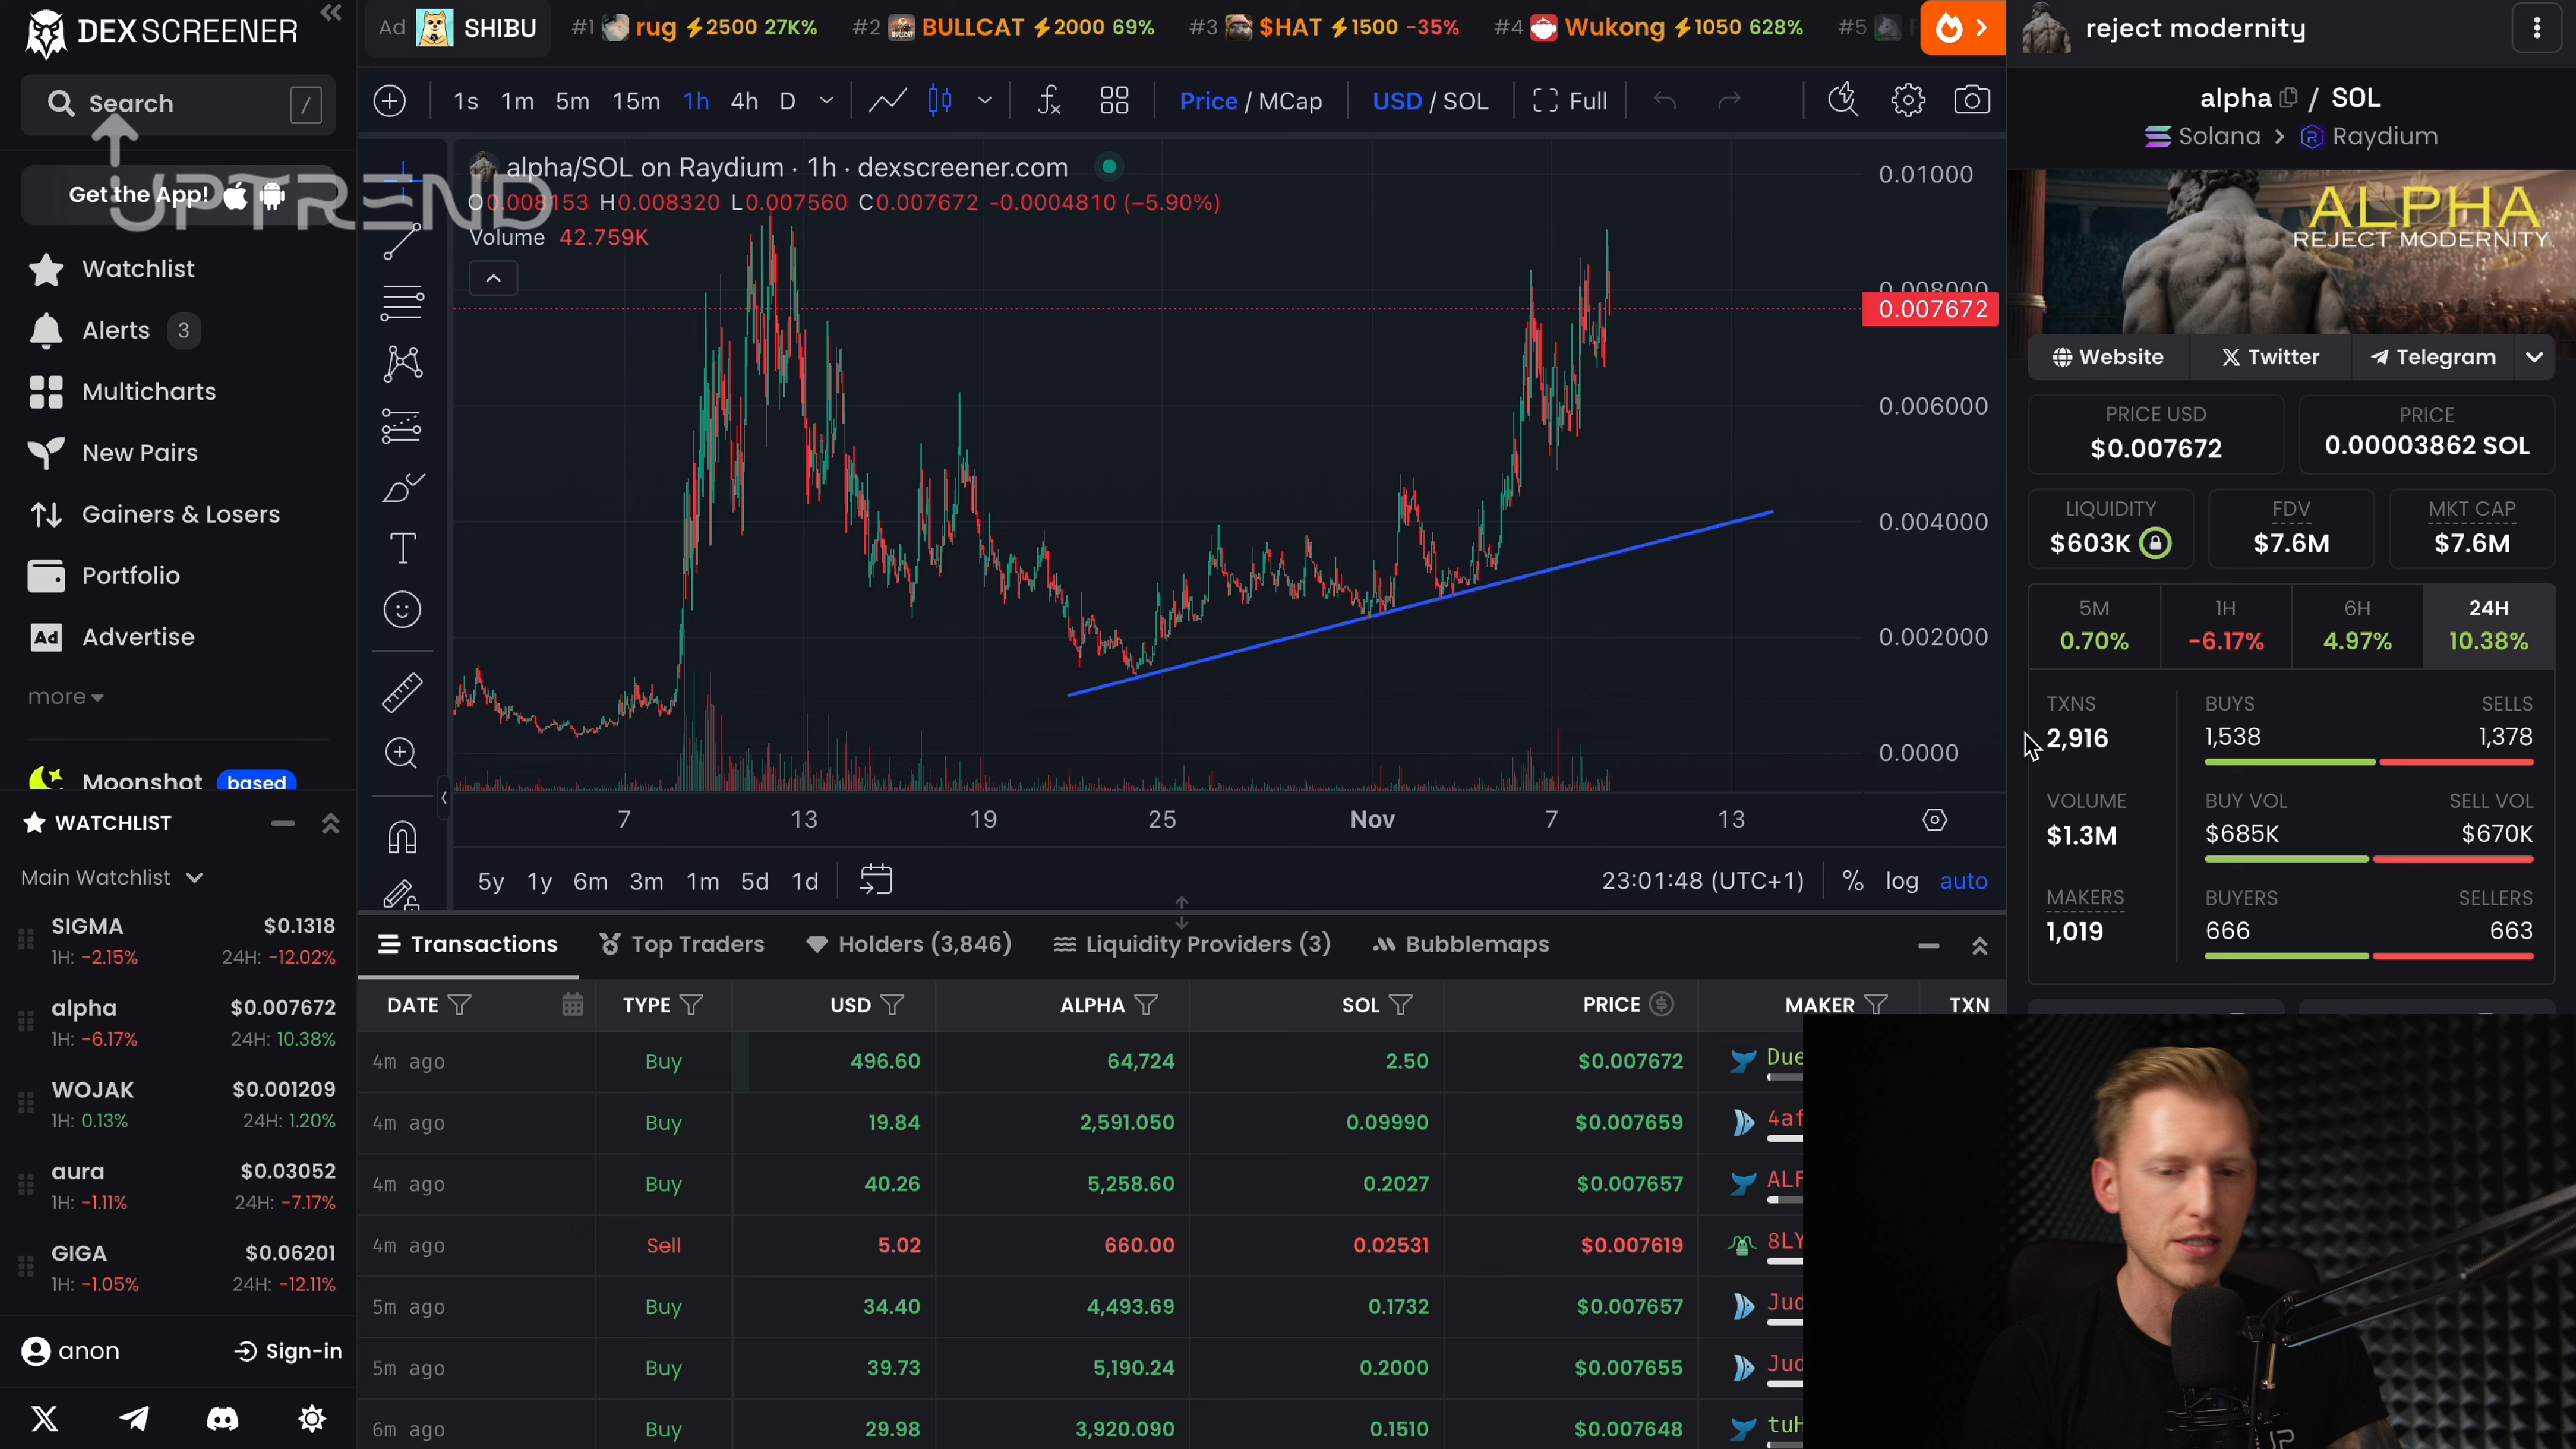 DEX SCREENER
Search /
Get the App!
UPTREND
Watchlist
Alerts 3
Multicharts
New Pairs
Gainers & Losers
Portfolio
Ad Advertise
more
Moonshot based
WATCHLIST
Main Watchlist
SIGMA $0.1318
1H: -2.15% 24H: -12.02%
alpha $0.007672
1H: -6.17% 24H: 10.38%
WOJAK $0.001209
1H: 0.13% 24H: 1.20%
aura $0.03052
1H: -1.11% 24H: -7.17%
GIGA $0.06201
1H: -1.05% 24H: -12.11%
anon Sign-in
Ad SHIBU #1 rug 2500 27K% #2 BULLCAT 2000 69% #3 $HAT 1500 -35% #4 Wukong 1050 628% #5
1s 1m 5m 15m 1h 4h D Price / MCap USD / SOL Full
alpha/SOL on Raydium · 1h · dexscreener.com
O0.008153 H0.008320 L0.007560 C0.007672 -0.0004810 (−5.90%)
Volume 42.759K
0.01000
0.008000
0.007672
0.006000
0.004000
0.002000
0.0000
7 13 19 25 Nov 7 13
5y 1y 6m 3m 1m 5d 1d 23:01:48 (UTC+1) % log auto
Transactions Top Traders Holders (3,846) Liquidity Providers (3) Bubblemaps
DATE TYPE USD ALPHA SOL PRICE MAKER TXN
4m ago Buy 496.60 64,724 2.50 $0.007672 Due
4m ago Buy 19.84 2,591.050 0.09990 $0.007659 4af
4m ago Buy 40.26 5,258.60 0.2027 $0.007657 ALF
4m ago Sell 5.02 660.00 0.02531 $0.007619 8LY
5m ago Buy 34.40 4,493.69 0.1732 $0.007657 Jud
5m ago Buy 39.73 5,190.24 0.2000 $0.007655 Jud
6m ago Buy 29.98 3,920.090 0.1510 $0.007648 tuH
reject modernity
alpha / SOL
Solana > Raydium
ALPHA
REJECT MODERNITY
Website Twitter Telegram
PRICE USD PRICE
$0.007672 0.00003862 SOL
LIQUIDITY FDV MKT CAP
$603K $7.6M $7.6M
5M 1H 6H 24H
0.70% -6.17% 4.97% 10.38%
TXNS BUYS SELLS
2,916 1,538 1,378
VOLUME BUY VOL SELL VOL
$1.3M $685K $670K
MAKERS BUYERS SELLERS
1,019 666 663